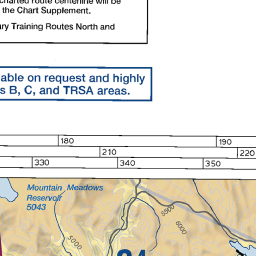 charted route centerline will be
the Chart Supplement.
ary Training Routes North and
able on request and highly
s B, C, and TRSA areas.
180
190
210
220
330
340
350
Mountain Meadows
Reservoir
5043
5000
6000
5000